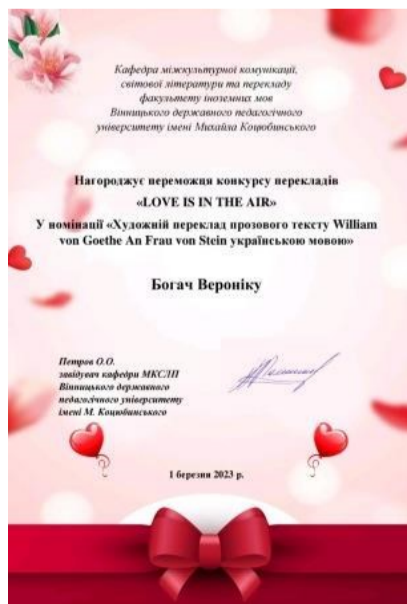 Кафедра міжкультурної комунікації,
світової літератури та перекладу
факультету іноземних мов
Вінницького державного педагогічного
університету імені Михайла Коцюбинського
Нагороджує переможця конкурсу перекладів
«LOVE IS IN THE AIR»
У номінації «Художній переклад прозового тексту William
von Goethe An Frau von Stein українською мовою»
Богач Вероніку
Петров О.О.
завідувач кафедри МКСЛП
Вінницького державного
педагогічного університету
імені М. Коцюбинського
1 березня 2023 р.